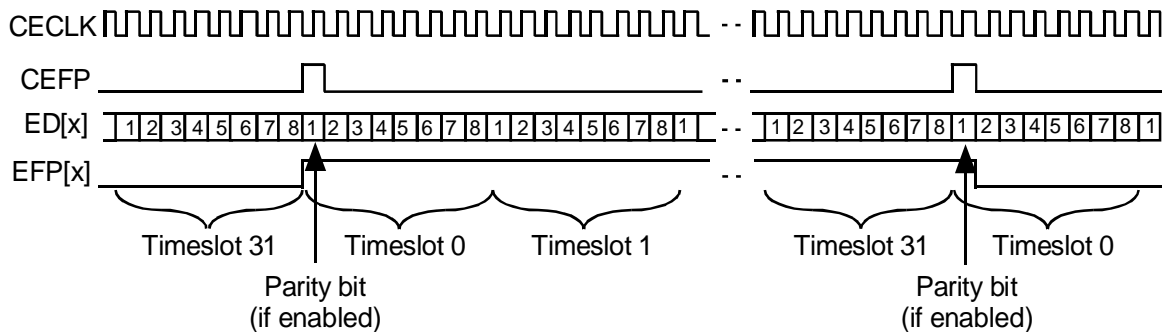 CECLK - -
CEFP - -
ED[x] 1 2 3 4 5 6 7 8 1 2 3 4 5 6 7 8 1 2 3 4 5 6 7 8 1 - - 1 2 3 4 5 6 7 8 1 2 3 4 5 6 7 8 1
EFP[x] - -
Timeslot 31 Timeslot 0 Timeslot 1 Timeslot 31 Timeslot 0
Parity bit Parity bit
(if enabled) (if enabled)